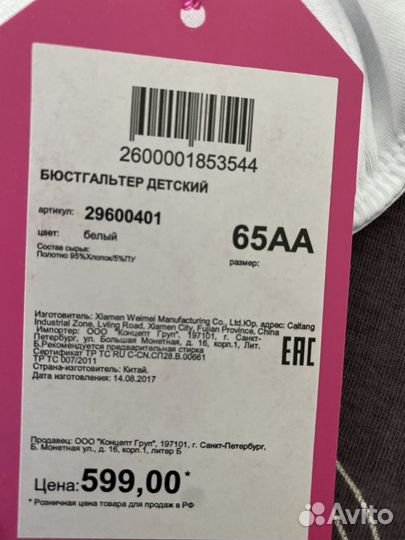 2600001853544
БЮСТГАЛЬТЕР ДЕТСКИЙ
артикул: 29600401
цвет: белый
65AA
размер:
Состав сырья:
Полотно 95%Хлопок/5%ПУ
Изготовитель: Xiamen Weimei Manufacturing Co., Ltd.Юр. адрес: Caitang
Industrial Zone, Lvling Road, Xiamen City, Fujian Province, China
Импортер: ООО "Концепт Груп", 197101, г. Санкт-
Петербург, ул. Большая Монетная, д. 16, корп.1, Лит.
Б.Рекомендуется предварительная стирка
Сертификат ТР ТС RU C-CN.СП28.В.00661
ТР ТС 007/2011
Страна-изготовитель: Китай.
Дата изготовления: 14.08.2017
EAC
Продавец: ООО "Концепт Груп", 197101, г. Санкт-Петербург,
Б. Монетная ул., д. 16, корп.1, литер Б
Цена: 599,00*
* Розничная цена товара для продаж в РФ
Avito